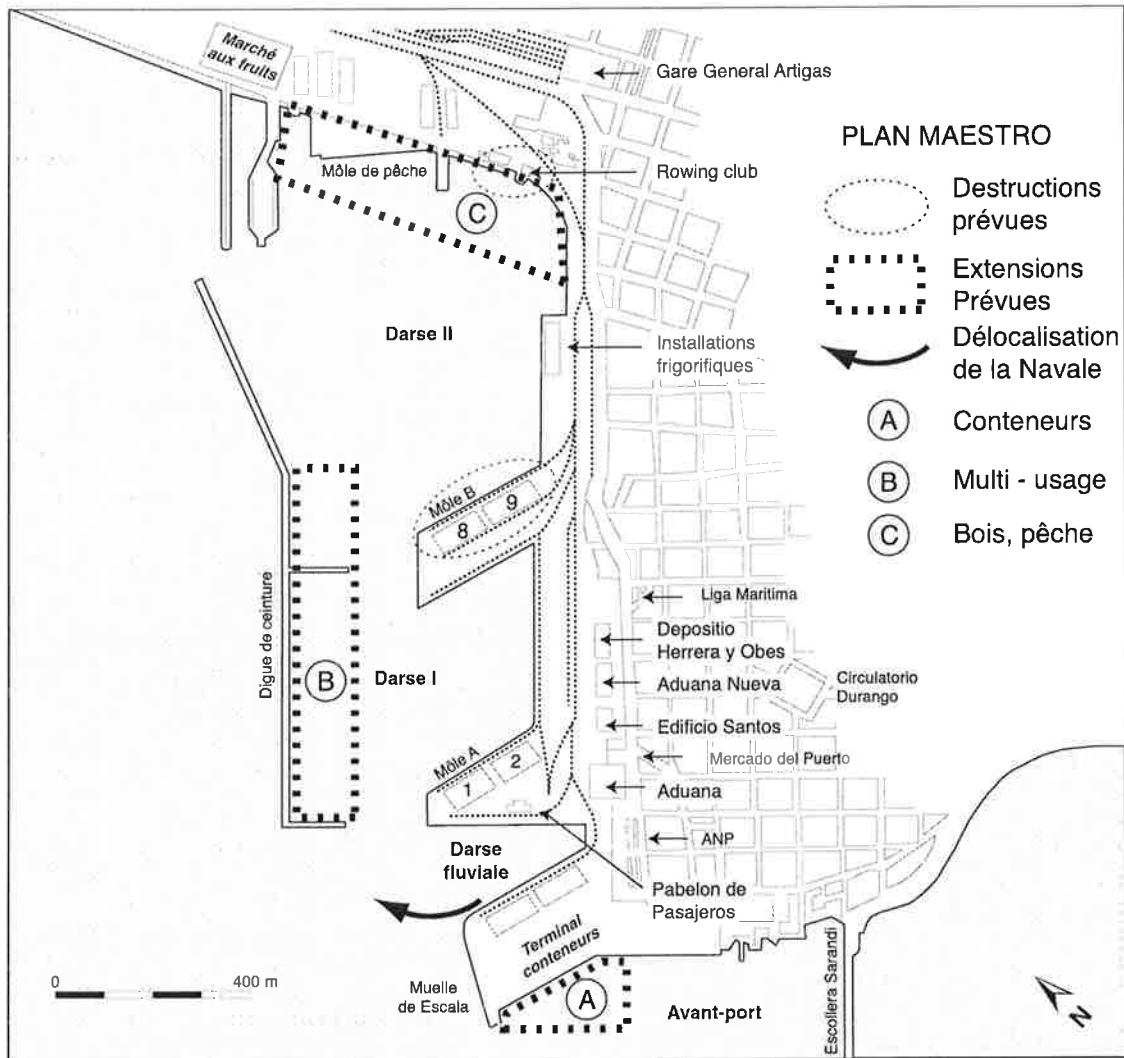 Marché
aux fruits
Gare General Artigas
PLAN MAESTRO
Môle de pêche
Rowing club
Destructions
prévues
C
Extensions
Prévues
Darse II
Installations
frigorifiques
Délocalisation
de la Navale
A
Conteneurs
B
Multi - usage
C
Bois, pêche
Môle B
8
9
Liga Maritima
Digue de ceinture
Depositio
Herrera y Obes
B
Darse I
Aduana Nueva
Circulatorio
Durango
Edificio Santos
Môle A
1
2
Mercado del Puerto
Aduana
ANP
Darse
fluviale
Pabelon de
Pasajeros
Terminal
conteneurs
0
400 m
Muelle
de Escala
A
Avant-port
Escollera Sarandi
N